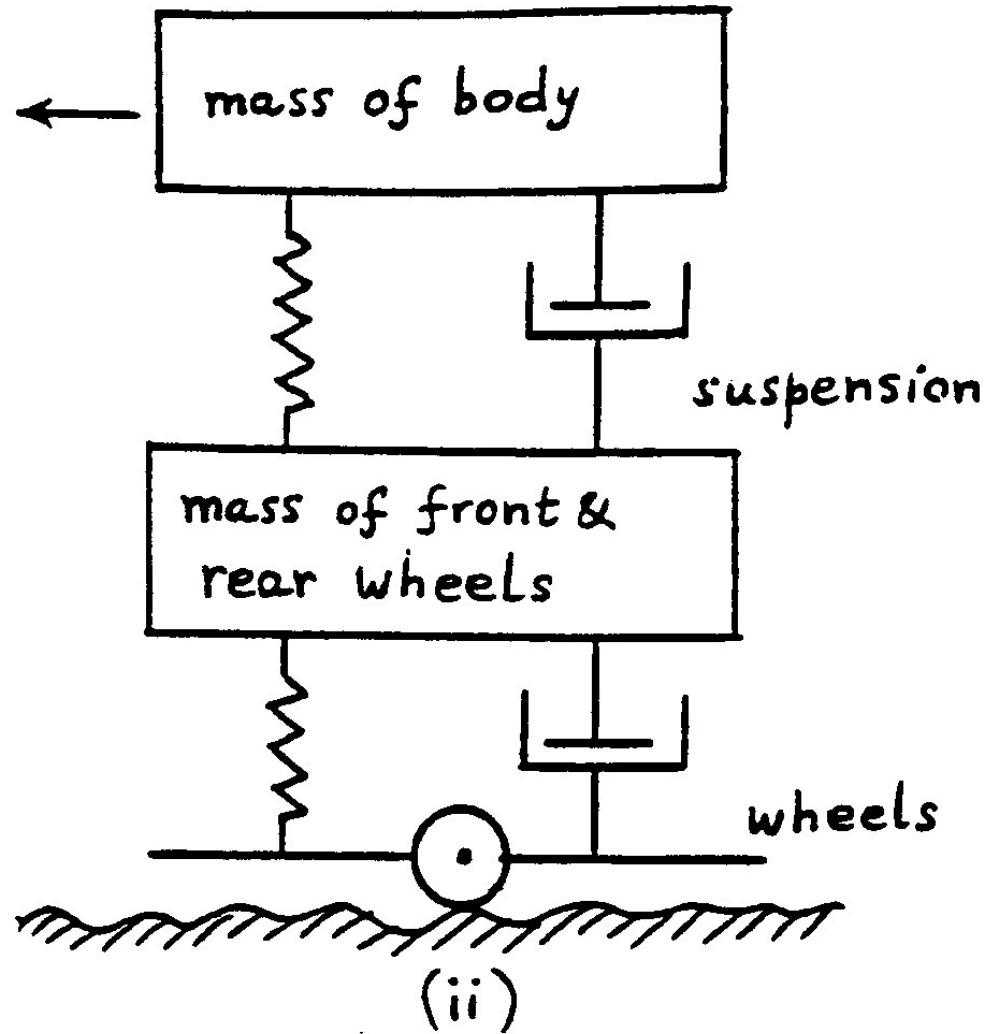 mass of body
suspension
mass of front &
rear wheels
wheels
(ii)